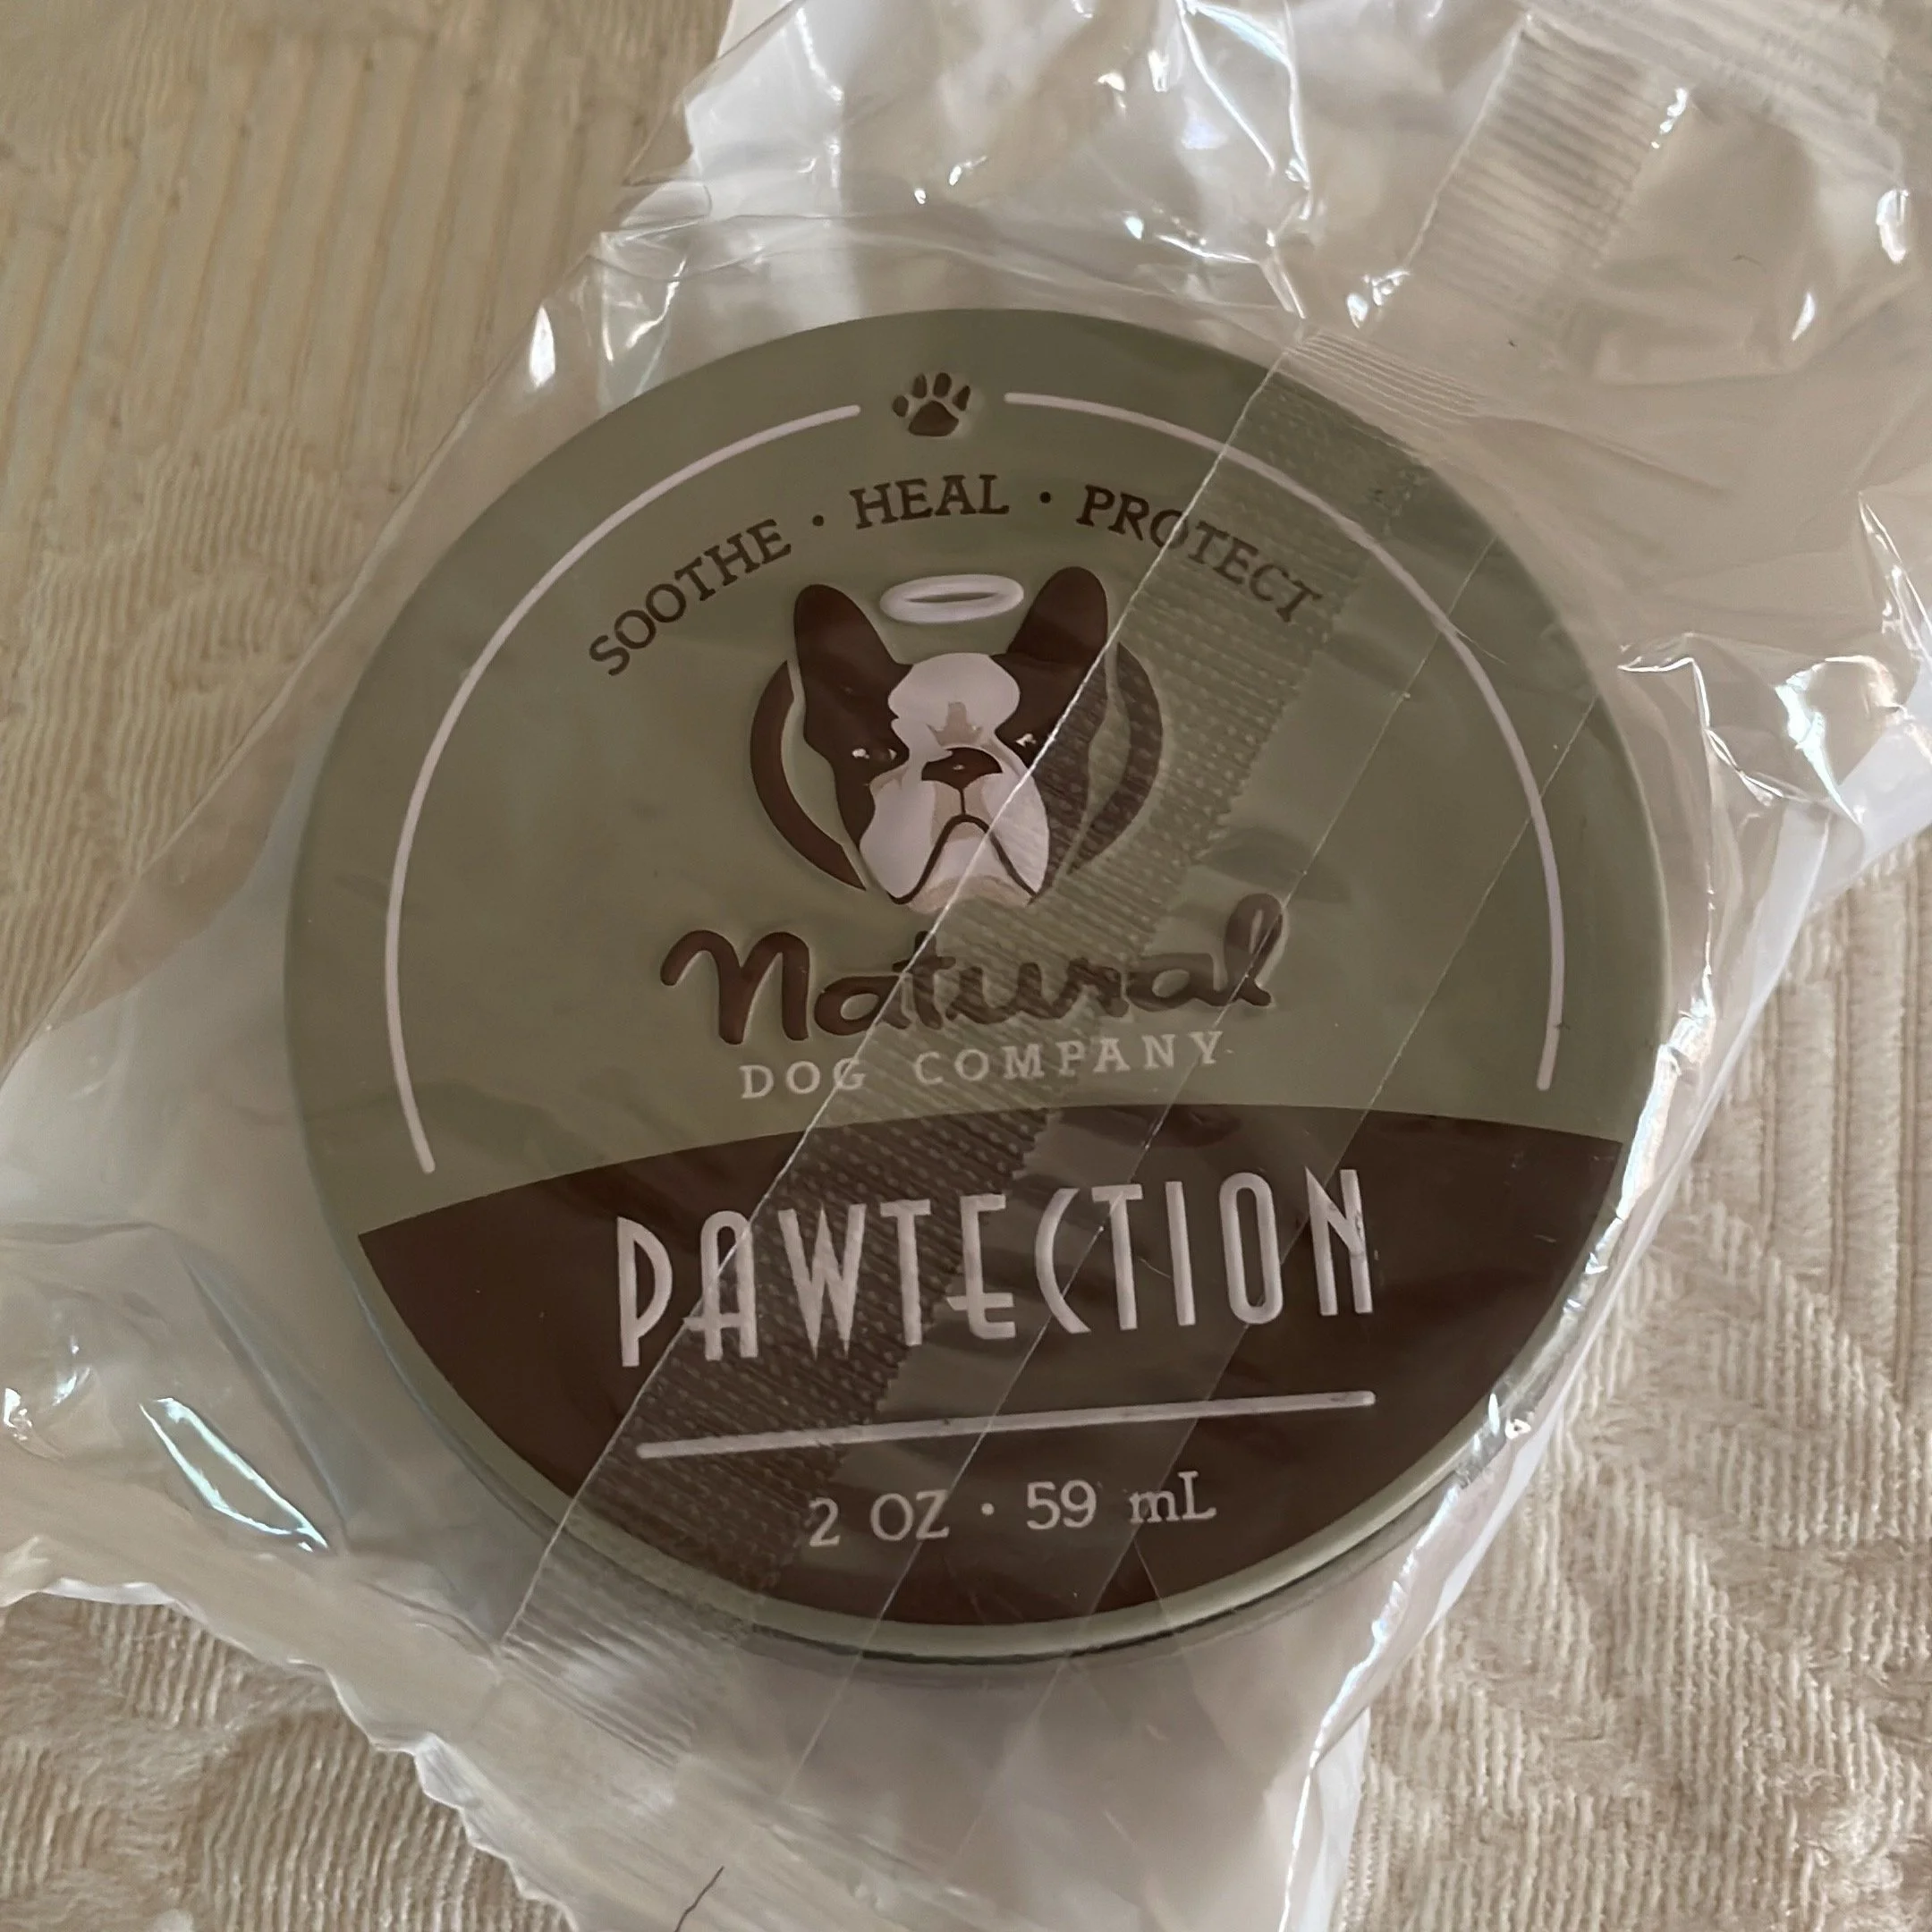 SOOTHE · HEAL · PROTECT
Natural
DOG COMPANY
PAWTECTION
2 OZ · 59 mL